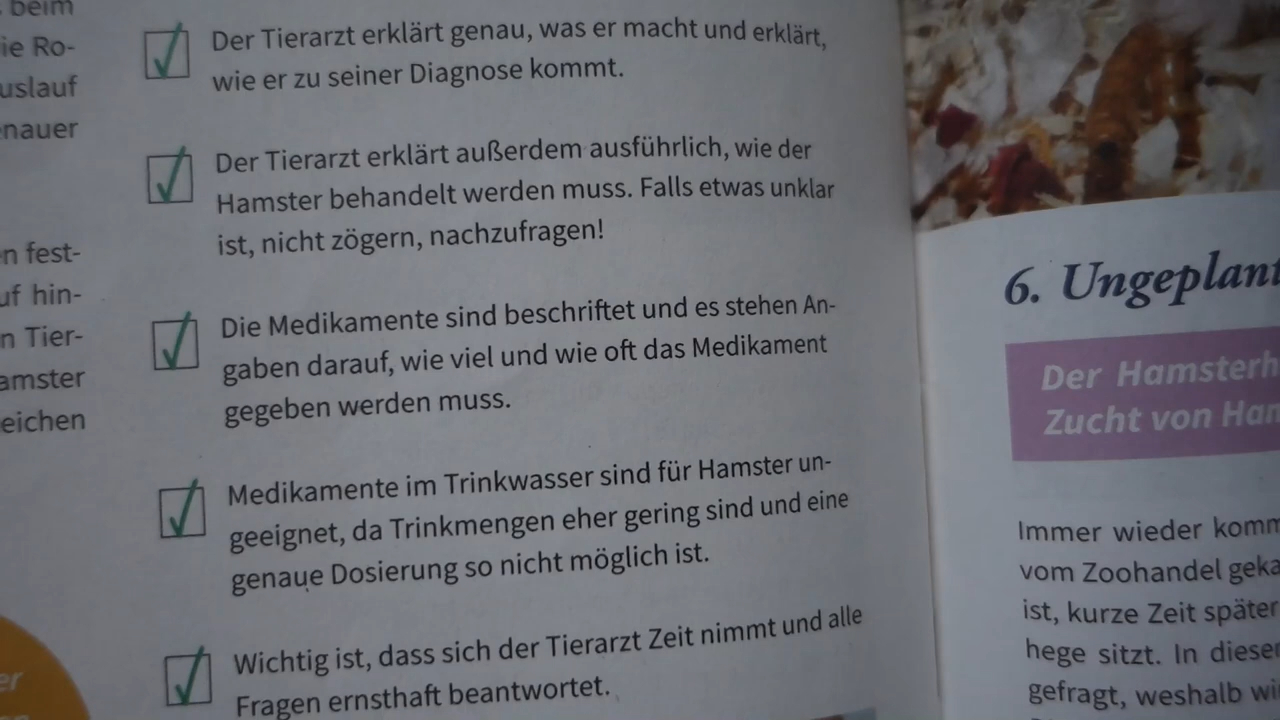 beim
ie Ro-
uslauf
enauer
n fest-
uf hin-
n Tier-
amster
eichen
er
Der Tierarzt erklärt genau, was er macht und erklärt,
wie er zu seiner Diagnose kommt.
Der Tierarzt erklärt außerdem ausführlich, wie der
Hamster behandelt werden muss. Falls etwas unklar
ist, nicht zögern, nachzufragen!
Die Medikamente sind beschriftet und es stehen An-
gaben darauf, wie viel und wie oft das Medikament
gegeben werden muss.
Medikamente im Trinkwasser sind für Hamster un-
geeignet, da Trinkmengen eher gering sind und eine
genaue Dosierung so nicht möglich ist.
Wichtig ist, dass sich der Tierarzt Zeit nimmt und alle
Fragen ernsthaft beantwortet.
6. Ungeplant
Der Hamsterh
Zucht von Ham
Immer wieder komm
vom Zoohandel geka
ist, kurze Zeit später
hege sitzt. In dieser
gefragt, weshalb wi